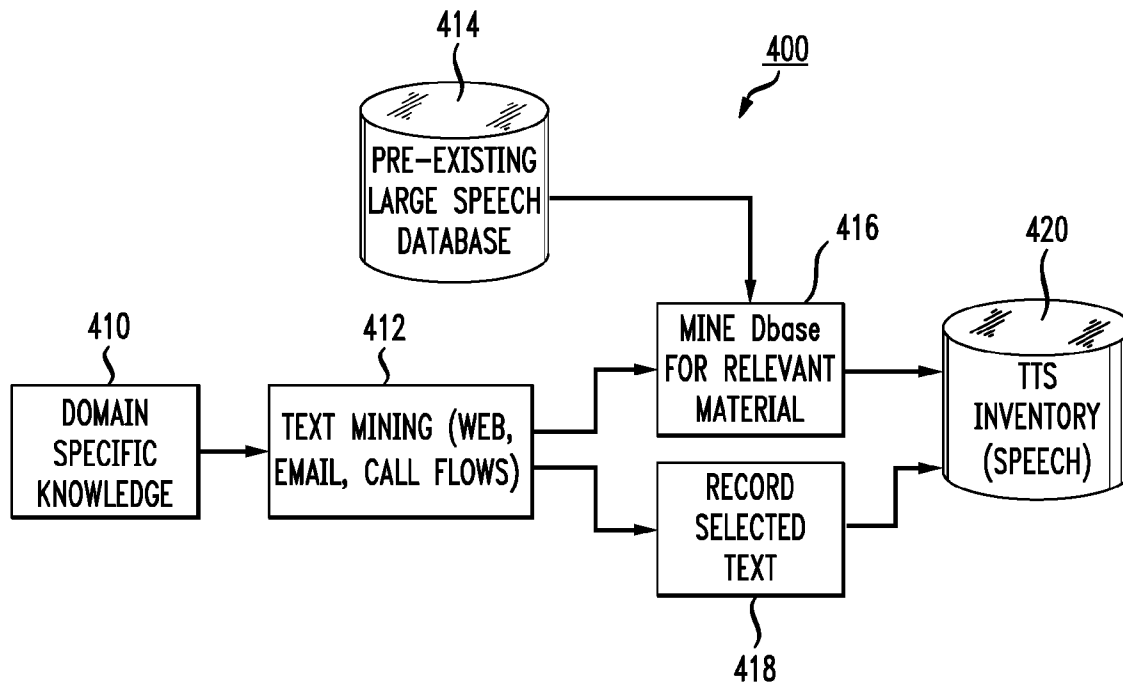 414
400
PRE-EXISTING
LARGE SPEECH
DATABASE
416
420
410
412
MINE Dbase
FOR RELEVANT
MATERIAL
TTS
INVENTORY
(SPEECH)
DOMAIN
SPECIFIC
KNOWLEDGE
TEXT MINING (WEB,
EMAIL, CALL FLOWS)
RECORD
SELECTED
TEXT
418